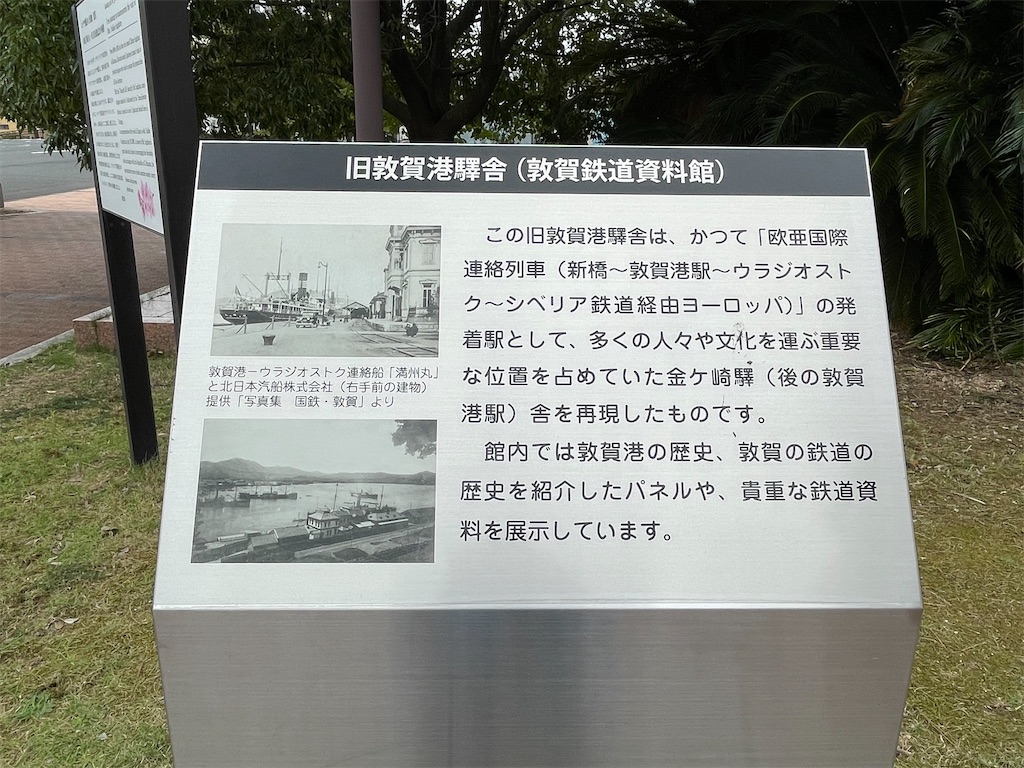 旧敦賀港驛舎（敦賀鉄道資料館）
敦賀港－ウラジオストク連絡船「満州丸」
と北日本汽船株式会社（右手前の建物）
提供「写真集　国鉄・敦賀」より
この旧敦賀港驛舎は、かつて「欧亜国際
連絡列車（新橋～敦賀港駅～ウラジオスト
ク～シベリア鉄道経由ヨーロッパ）」の発
着駅として、多くの人々や文化を運ぶ重要
な位置を占めていた金ケ崎驛（後の敦賀
港駅）舎を再現したものです。
館内では敦賀港の歴史、敦賀の鉄道の
歴史を紹介したパネルや、貴重な鉄道資
料を展示しています。